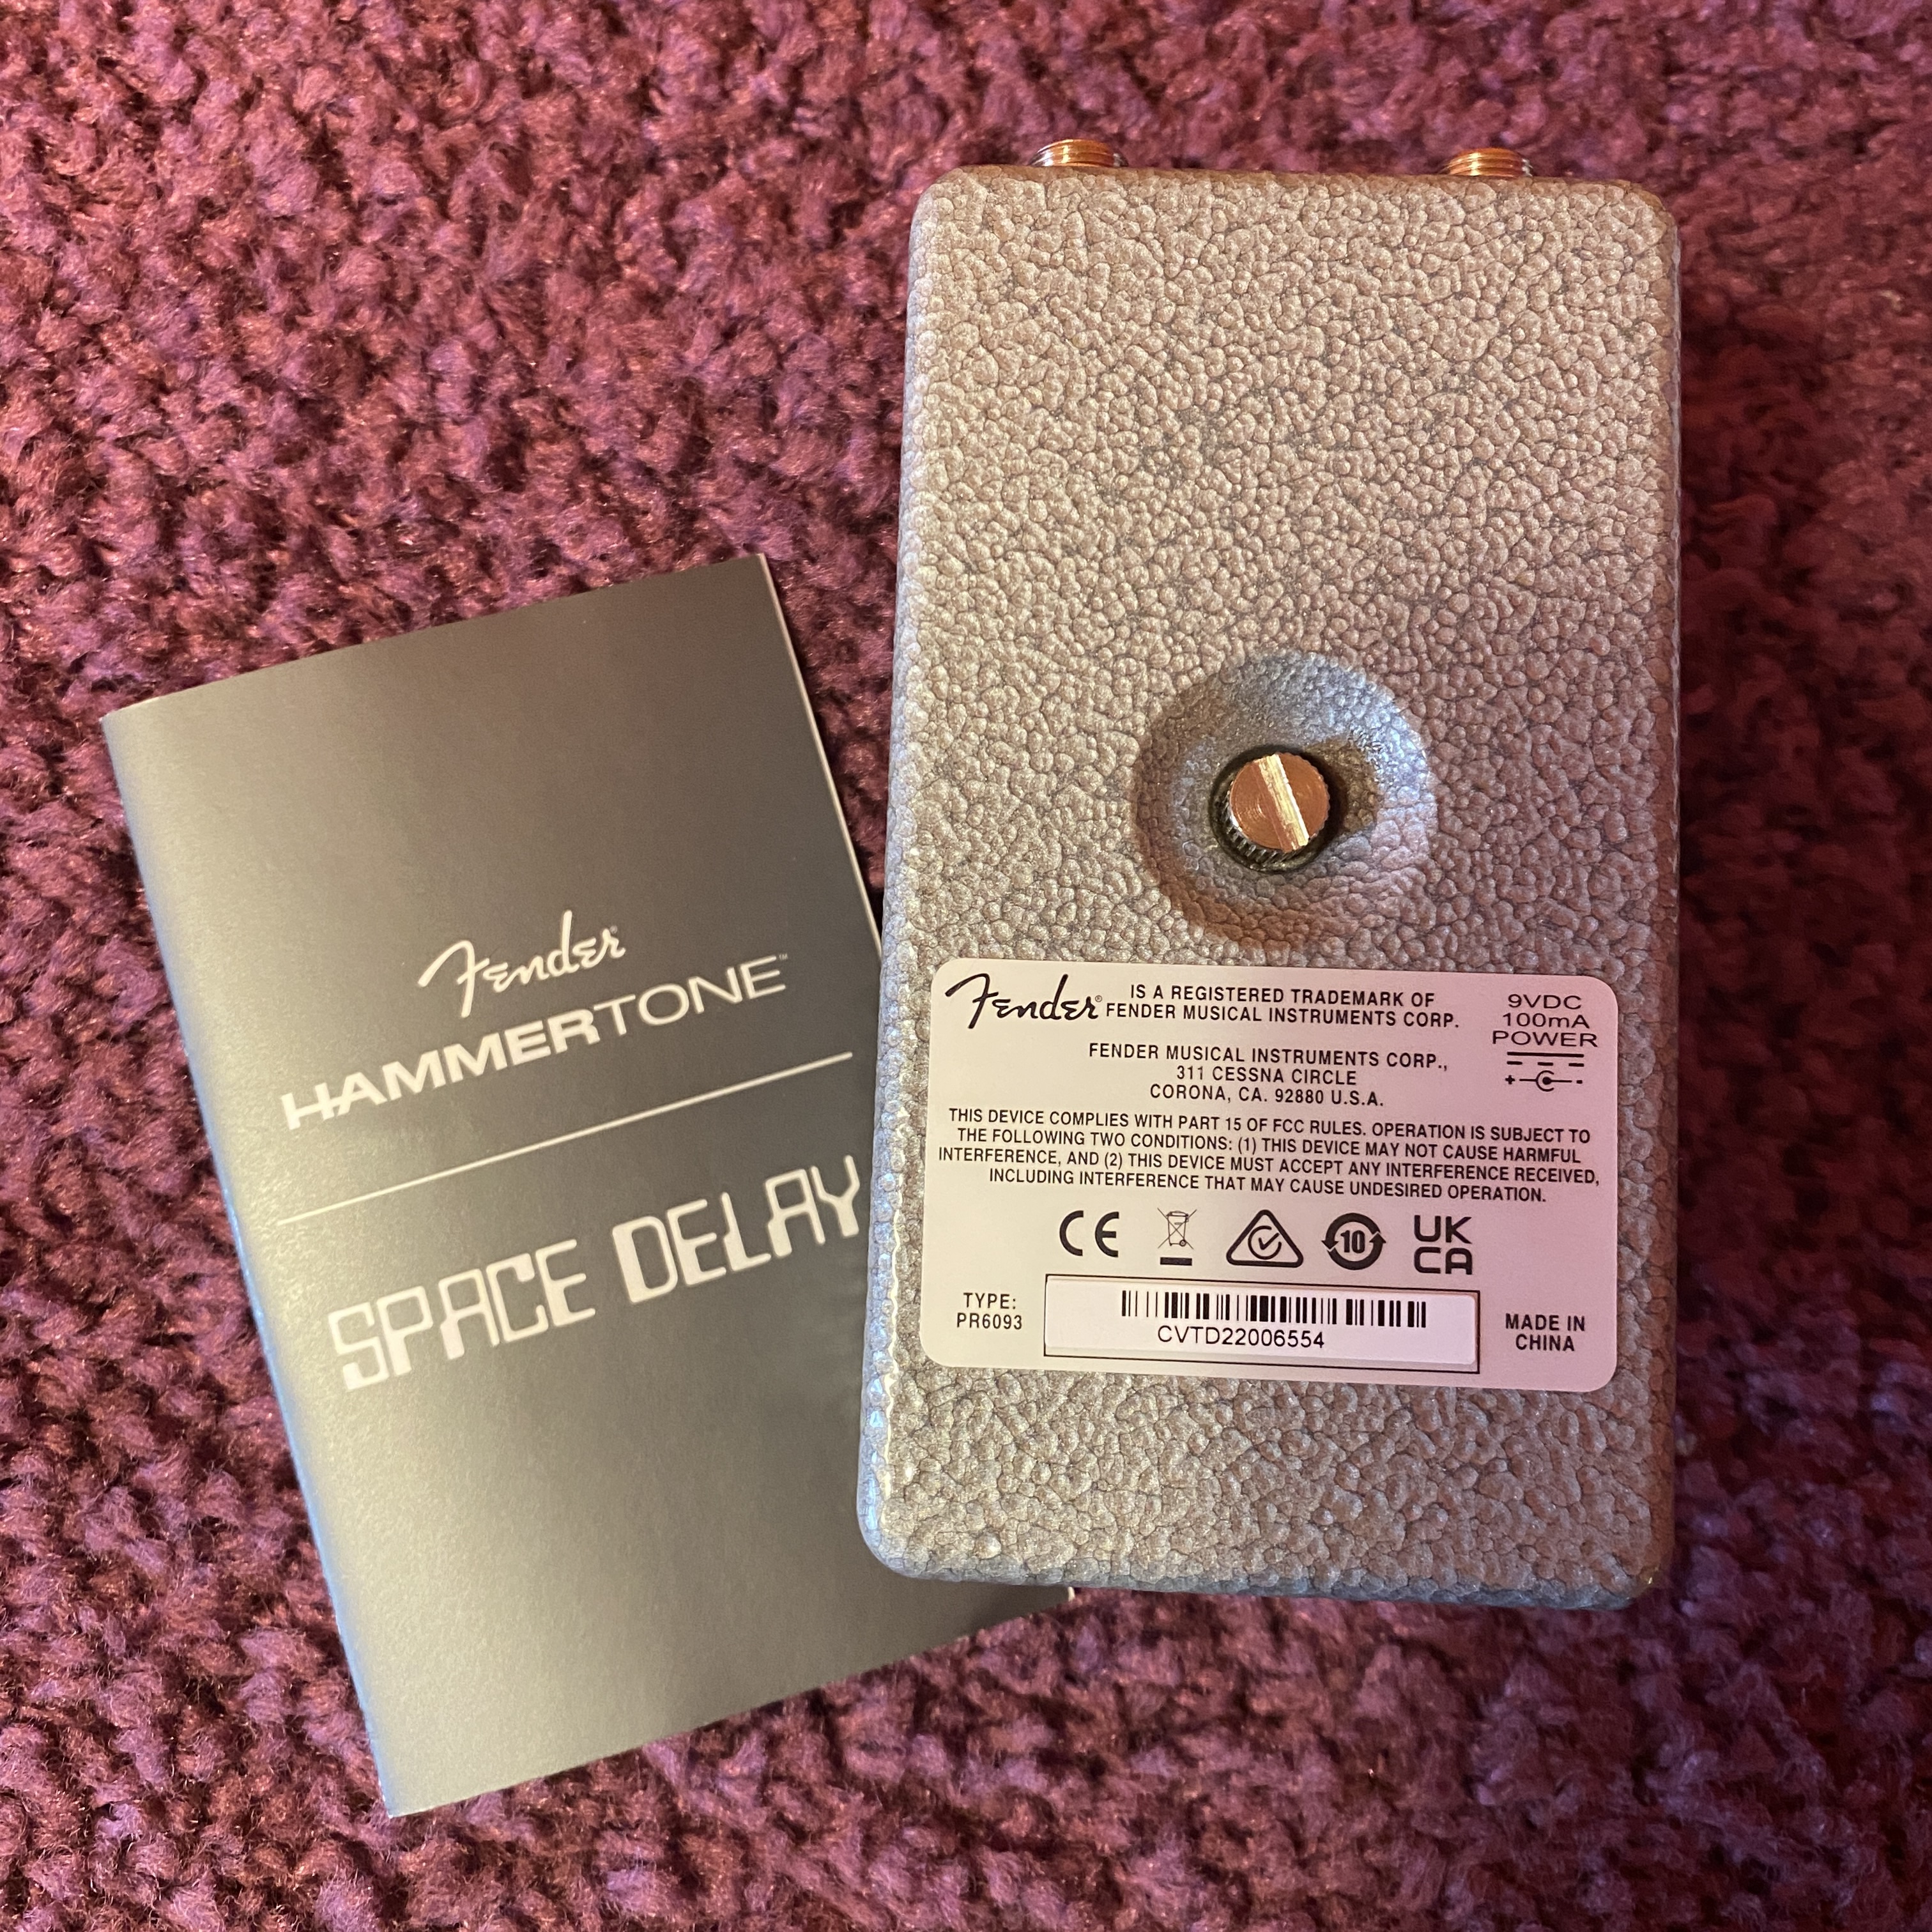 Fender
HAMMERTONE™
SPACE DELAY
Fender® IS A REGISTERED TRADEMARK OF
FENDER MUSICAL INSTRUMENTS CORP.
FENDER MUSICAL INSTRUMENTS CORP.,
311 CESSNA CIRCLE
CORONA, CA. 92880 U.S.A.
9VDC
100mA
POWER
THIS DEVICE COMPLIES WITH PART 15 OF FCC RULES. OPERATION IS SUBJECT TO
THE FOLLOWING TWO CONDITIONS: (1) THIS DEVICE MAY NOT CAUSE HARMFUL
INTERFERENCE, AND (2) THIS DEVICE MUST ACCEPT ANY INTERFERENCE RECEIVED,
INCLUDING INTERFERENCE THAT MAY CAUSE UNDESIRED OPERATION.
CE 10 UK
CA
TYPE:
PR6093
CVTD22006554
MADE IN
CHINA